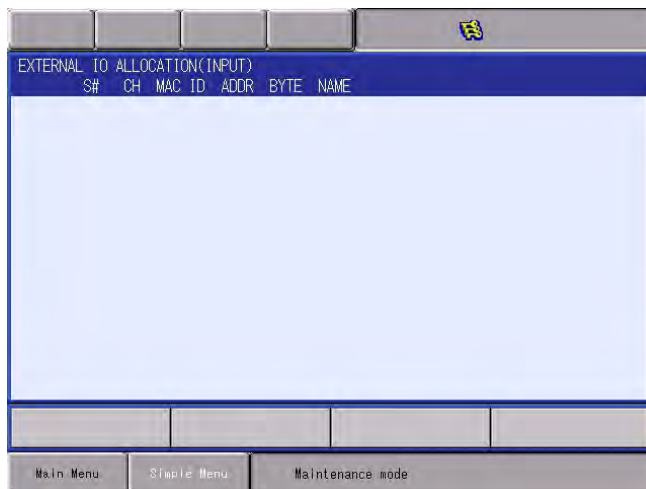 EXTERNAL IO ALLOCATION(INPUT)
S# CH MAC ID ADDR BYTE NAME
Main Menu Simple Menu Maintenance mode